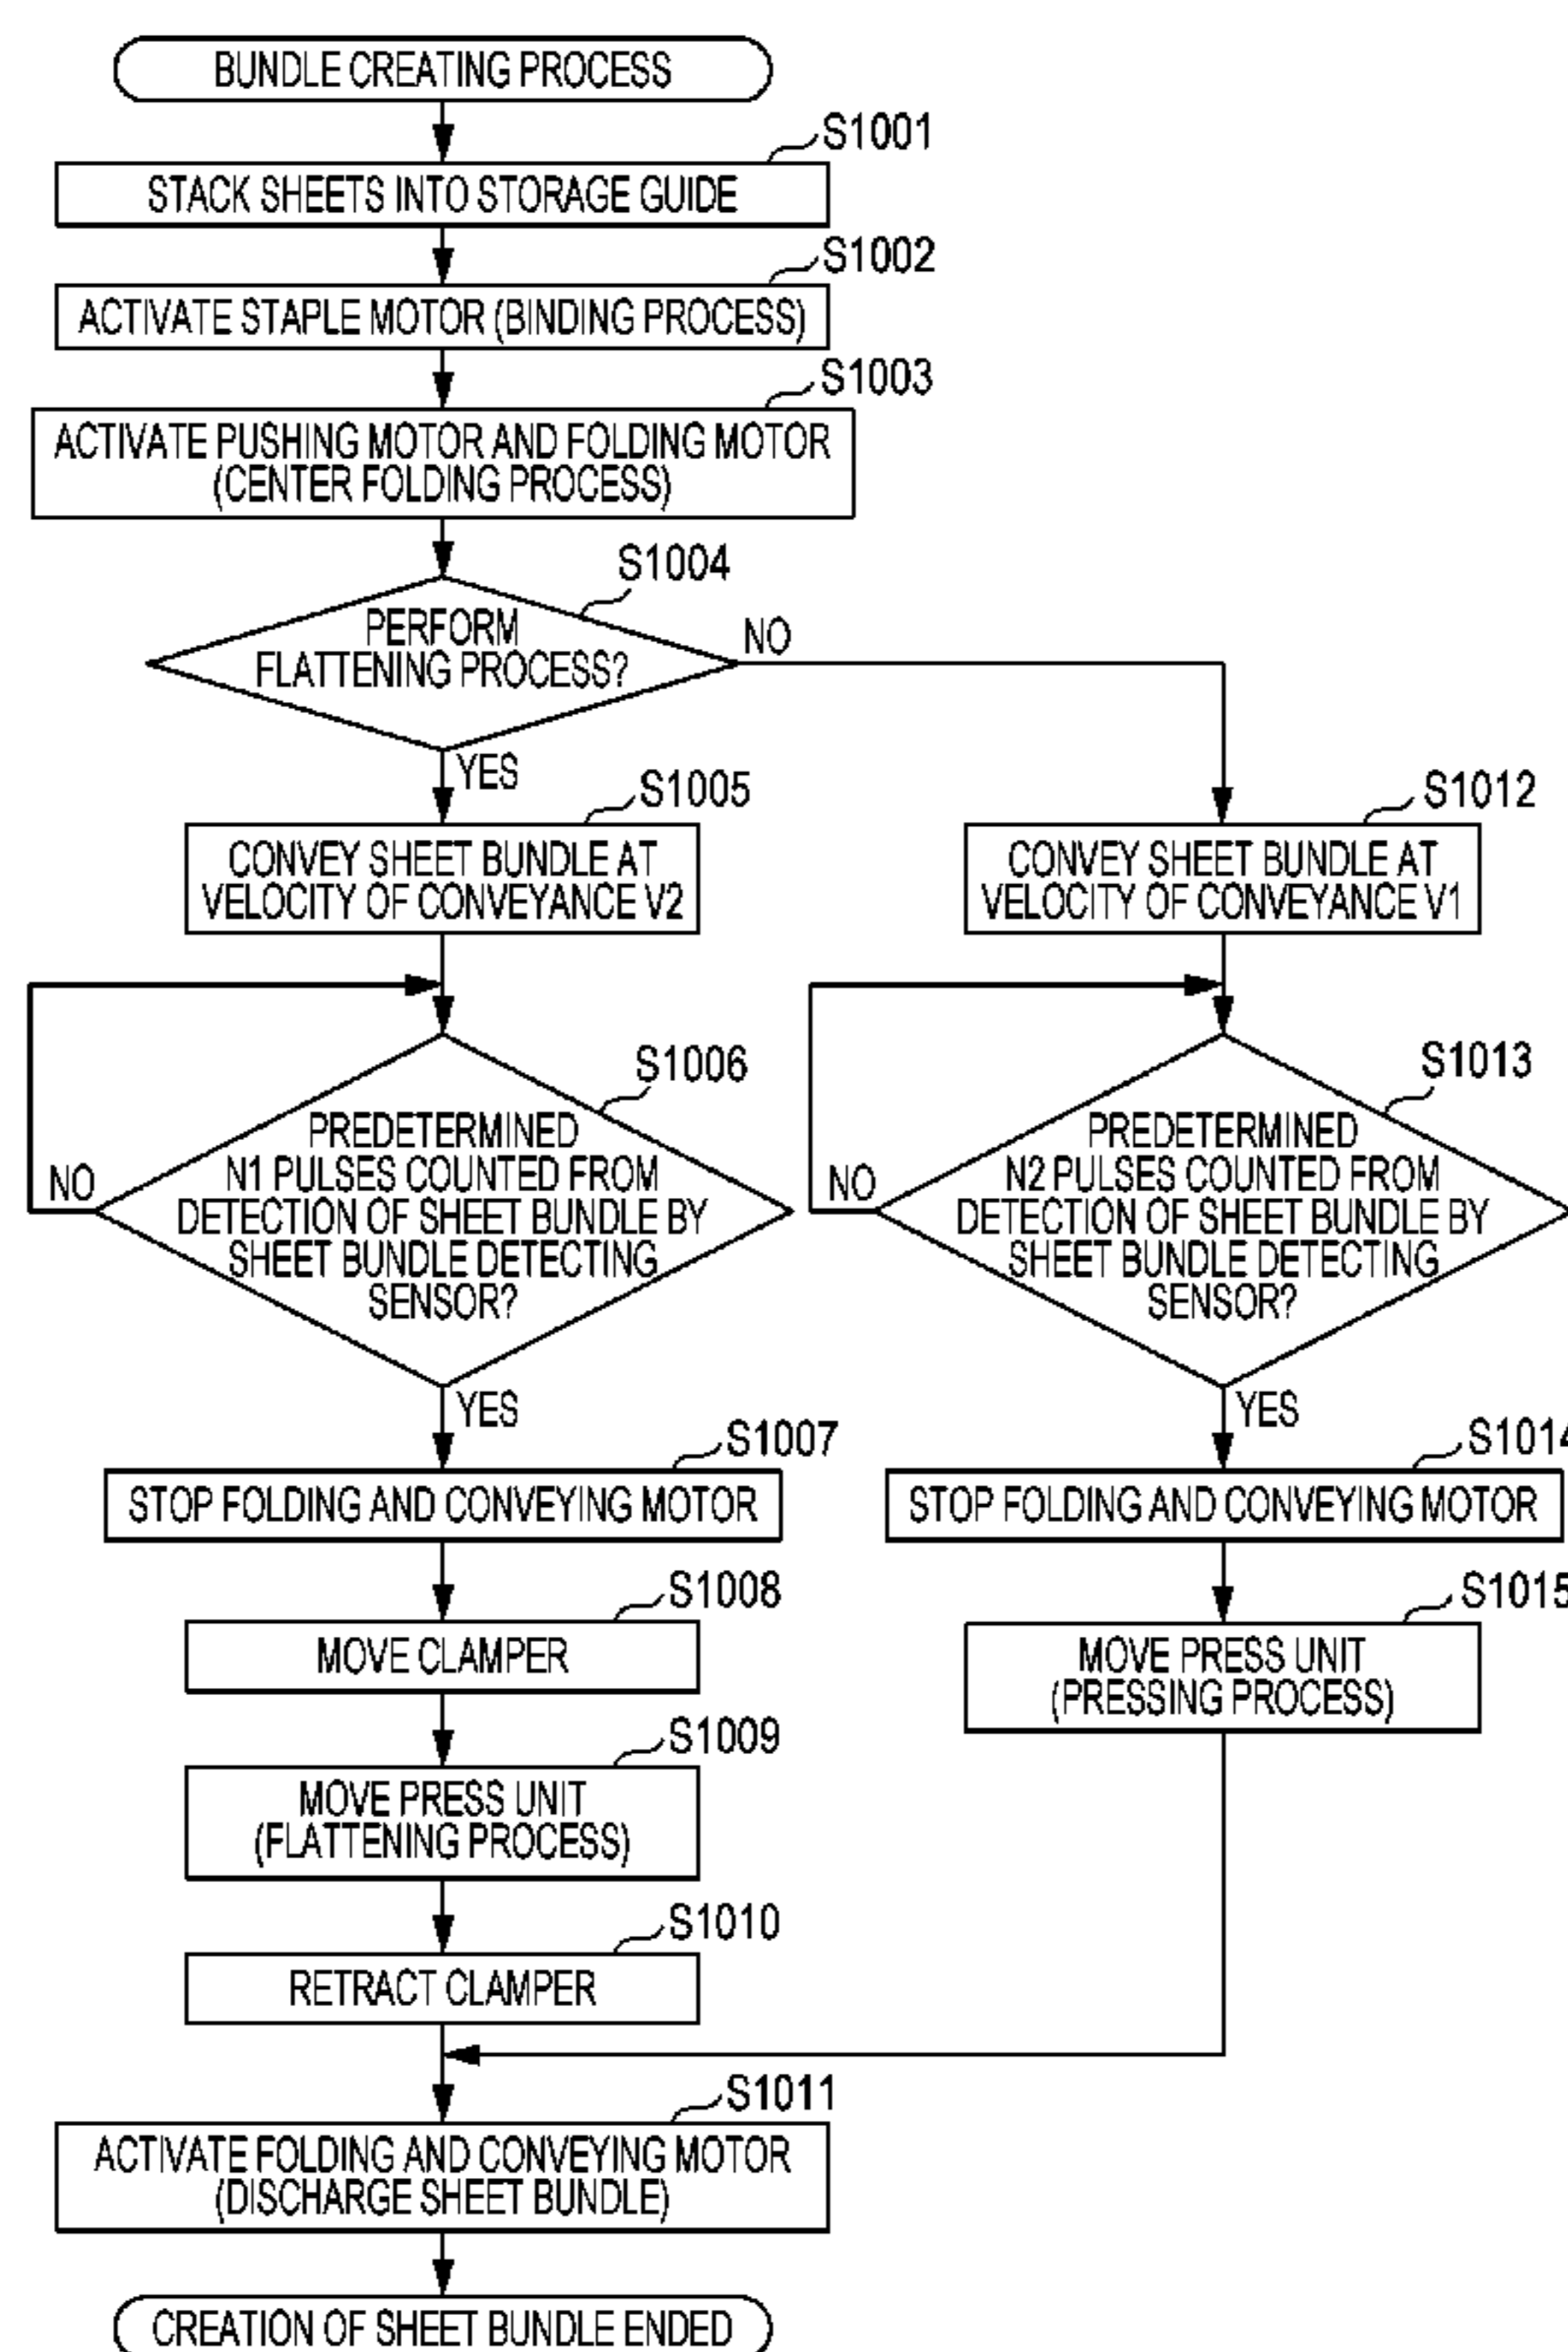 BUNDLE CREATING PROCESS
S1001
STACK SHEETS INTO STORAGE GUIDE
S1002
ACTIVATE STAPLE MOTOR (BINDING PROCESS)
S1003
ACTIVATE PUSHING MOTOR AND FOLDING MOTOR
(CENTER FOLDING PROCESS)
S1004
PERFORM
FLATTENING PROCESS?
NO
YES
S1005
CONVEY SHEET BUNDLE AT
VELOCITY OF CONVEYANCE V2
S1012
CONVEY SHEET BUNDLE AT
VELOCITY OF CONVEYANCE V1
S1006
PREDETERMINED
N1 PULSES COUNTED FROM
DETECTION OF SHEET BUNDLE BY
SHEET BUNDLE DETECTING
SENSOR?
NO
YES
S1013
PREDETERMINED
N2 PULSES COUNTED FROM
DETECTION OF SHEET BUNDLE BY
SHEET BUNDLE DETECTING
SENSOR?
NO
YES
S1007
STOP FOLDING AND CONVEYING MOTOR
S1014
STOP FOLDING AND CONVEYING MOTOR
S1008
MOVE CLAMPER
S1015
MOVE PRESS UNIT
(PRESSING PROCESS)
S1009
MOVE PRESS UNIT
(FLATTENING PROCESS)
S1010
RETRACT CLAMPER
S1011
ACTIVATE FOLDING AND CONVEYING MOTOR
(DISCHARGE SHEET BUNDLE)
CREATION OF SHEET BUNDLE ENDED